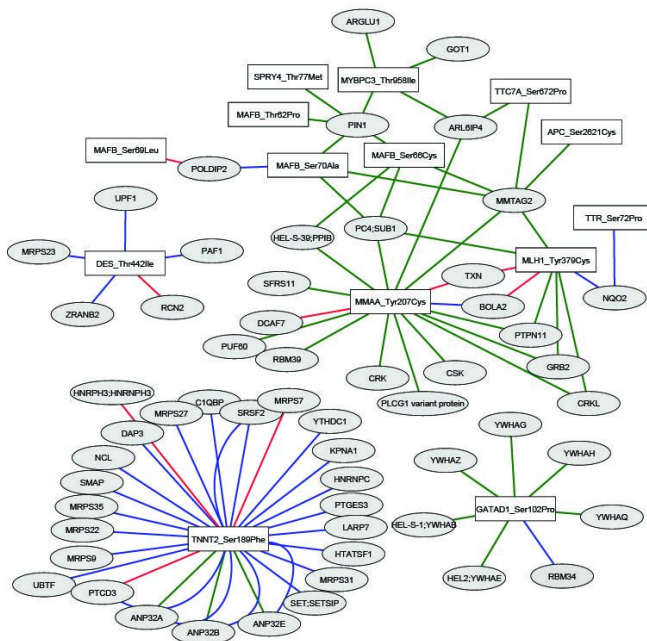 ARGLU1
GOT1
SPRY4_Thr77Met
MYBPC3_Thr958Ile
TTC7A_Ser672Pro
MAFB_Thr62Pro
PIN1
ARL6IP4
APC_Ser2621Cys
MAFB_Ser69Leu
MAFB_Ser66Cys
POLDIP2
MAFB_Ser70Ala
UPF1
MMTAG2
TTR_Ser72Pro
PC4;SUB1
HEL-S-39;PPIB
MRPS23
PAF1
DES_Thr442Ile
MLH1_Tyr379Cys
TXN
SFRS11
MMAA_Tyr207Cys
BOLA2
NQO2
ZRANB2
RCN2
DCAF7
PTPN11
PUF60
RBM39
GRB2
CRK
CSK
HNRPH3;HNRNPH3
C1QBP
MRPS7
PLCG1 variant protein
CRKL
MRPS27
SRSF2
YTHDC1
YWHAG
DAP3
KPNA1
YWHAH
NCL
YWHAZ
HNRNPC
SMAP
PTGES3
MRPS35
GATAD1_Ser102Pro
LARP7
HEL-S-1;YWHAB
YWHAQ
MRPS22
TNNT2_Ser189Phe
HTATSF1
MRPS9
MRPS31
HEL2;YWHAE
RBM34
UBTF
PTCD3
SET;SETSIP
ANP32A
ANP32B
ANP32E